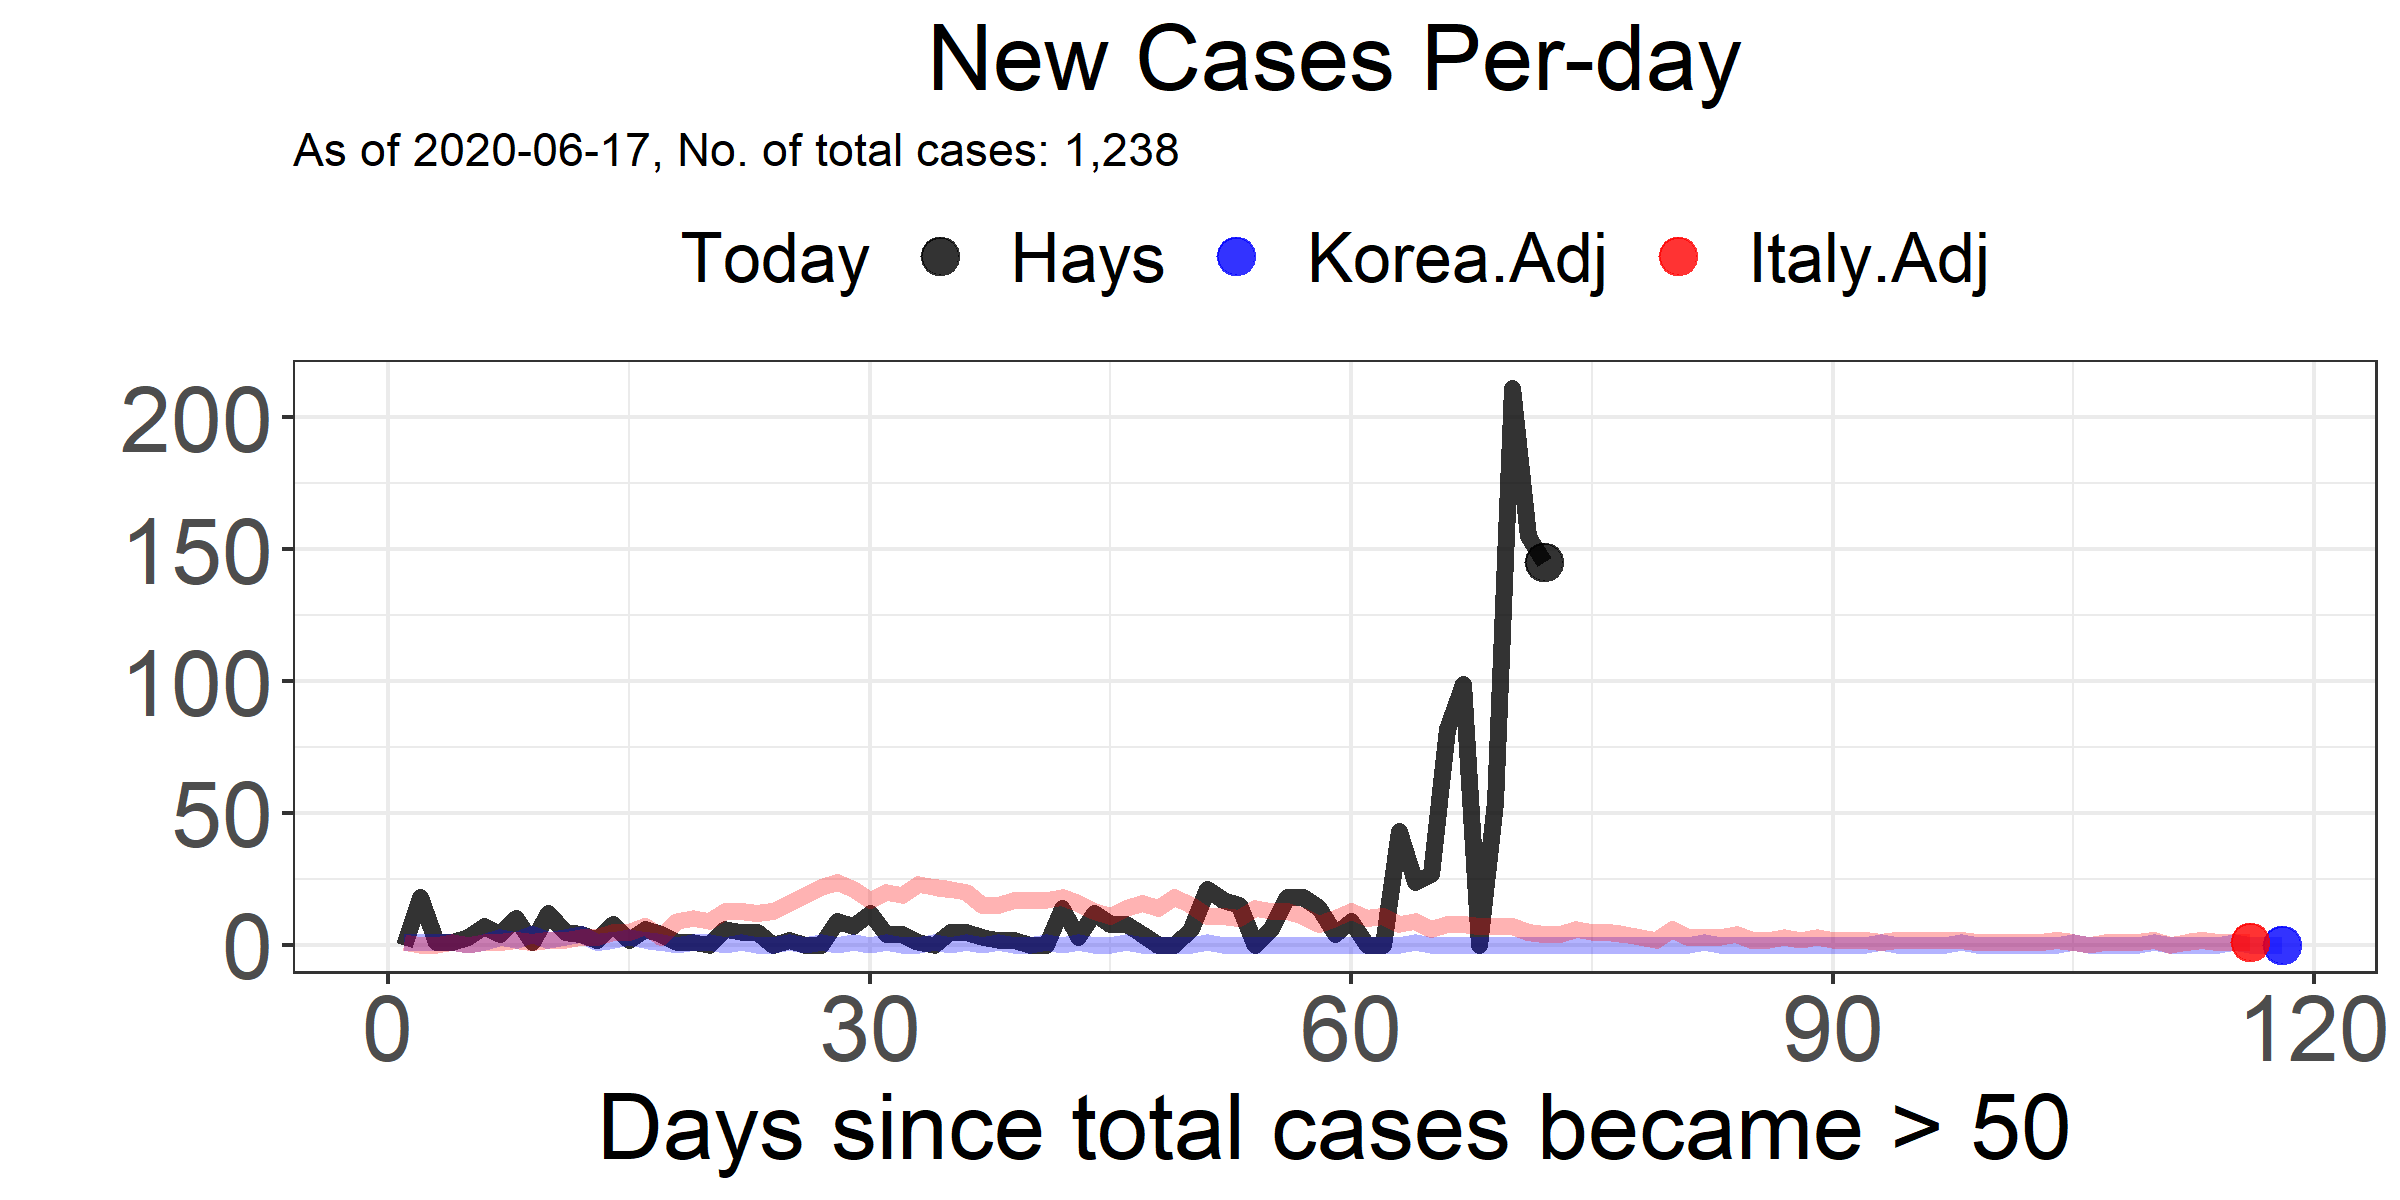 New Cases Per-day
As of 2020-06-17, No. of total cases: 1,238
Today Hays Korea.Adj Italy.Adj
200
150
100
50
0
0 30 60 90 120
Days since total cases became > 50